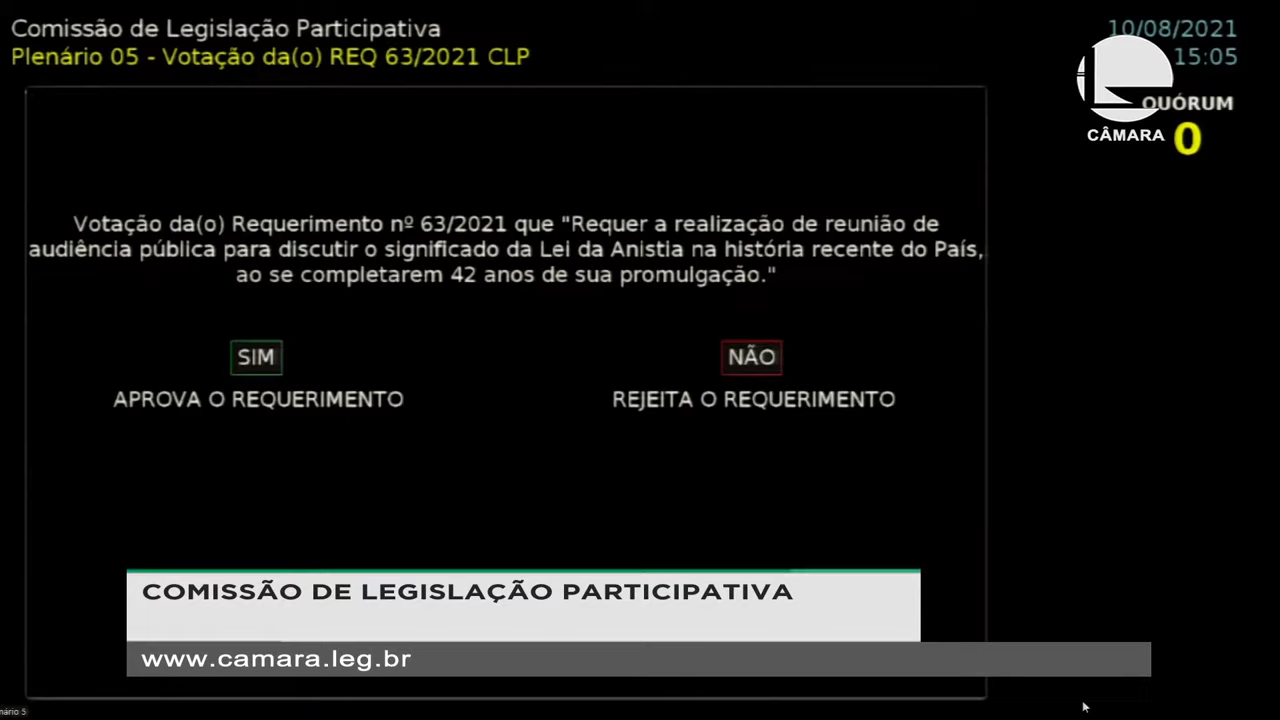 Comissão de Legislação Participativa
Plenário 05 - Votação da(o) REQ 63/2021 CLP
10/08/2021
15:05
QUÓRUM
0
CÂMARA
Votação da(o) Requerimento nº 63/2021 que "Requer a realização de reunião de
audiência pública para discutir o significado da Lei da Anistia na história recente do País,
ao se completarem 42 anos de sua promulgação."
SIM
NÃO
APROVA O REQUERIMENTO
REJEITA O REQUERIMENTO
COMISSÃO DE LEGISLAÇÃO PARTICIPATIVA
www.camara.leg.br
nário 5